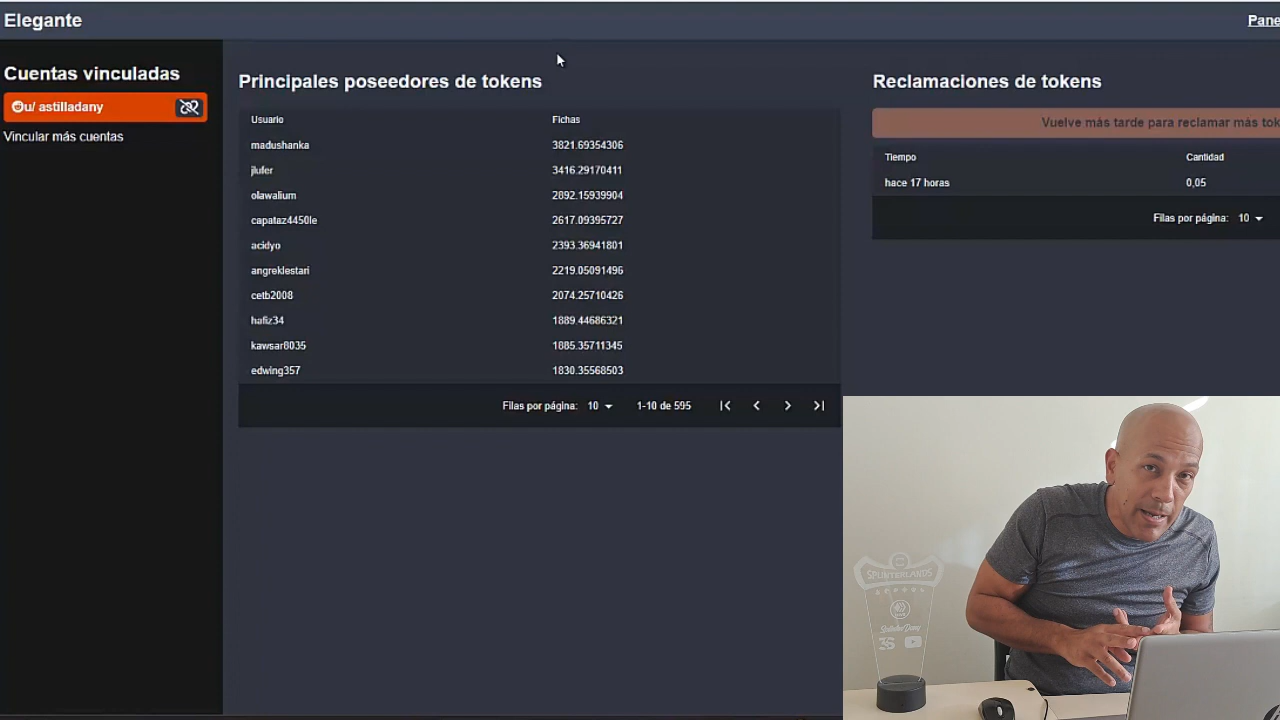 Elegante
Pane
Cuentas vinculadas
u/ astilladany
Vincular más cuentas
Principales poseedores de tokens
Usuario Fichas
madushanka 3821.69354306
jlufer 3416.29170411
olawalium 2892.15939904
capataz4450le 2617.09395727
acidyo 2393.36941801
angreklestari 2219.05091496
cetb2008 2074.25710426
hafiz34 1889.44686321
kawsar8035 1885.35711345
edwing357 1830.35568503
Filas por página: 10 1-10 de 595
Reclamaciones de tokens
Vuelve más tarde para reclamar más tok
Tiempo Cantidad
hace 17 horas 0,05
Filas por página: 10
SPLINTERLANDS
SplinterDany
3S